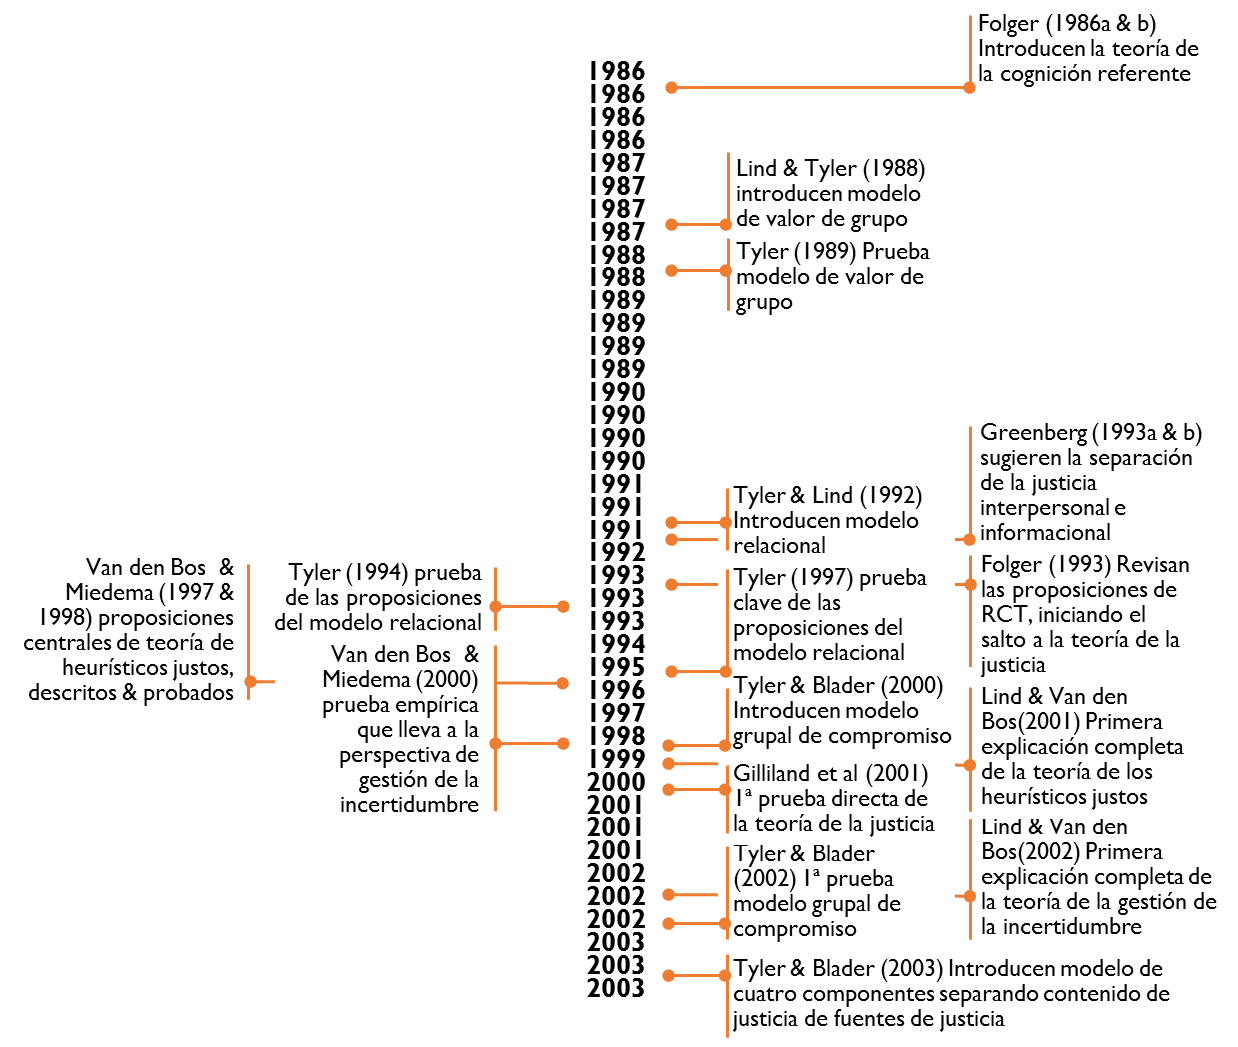 Folger (1986a & b)
Introducen la teoría de
la cognición referente
1986
1986
1986
1986
1987
1987
1987
1987
1988
1988
1989
1989
1989
1989
1990
1990
1990
1990
1991
1991
1991
1992
1993
1993
1993
1994
1995
1996
1997
1998
1999
2000
2001
2001
2001
2002
2002
2002
2003
2003
2003
Lind & Tyler (1988)
introducen modelo
de valor de grupo
Tyler (1989) Prueba
modelo de valor de
grupo
Greenberg (1993a & b)
sugieren la separación
de la justicia
interpersonal e
informacional
Tyler & Lind (1992)
Introducen modelo
relacional
Folger (1993) Revisan
las proposiciones de
RCT, iniciando el
salto a la teoría de la
justicia
Tyler (1997) prueba
clave de las
proposiciones del
modelo relacional
Van den Bos &
Miedema (1997 &
1998) proposiciones
centrales de teoría de
heurísticos justos,
descritos & probados
Tyler (1994) prueba
de las proposiciones
del modelo relacional
Van den Bos &
Miedema (2000)
prueba empírica
que lleva a la
perspectiva de
gestión de la
incertidumbre
Tyler & Blader (2000)
Introducen modelo
grupal de compromiso
Lind & Van den
Bos(2001) Primera
explicación completa
de la teoría de los
heurísticos justos
Gilliland et al (2001)
1ª prueba directa de
la teoría de la justicia
Lind & Van den
Bos(2002) Primera
explicación completa de
la teoría de la gestión de
la incertidumbre
Tyler & Blader
(2002) 1ª prueba
modelo grupal de
compromiso
Tyler & Blader (2003) Introducen modelo de
cuatro componentes separando contenido de
justicia de fuentes de justicia